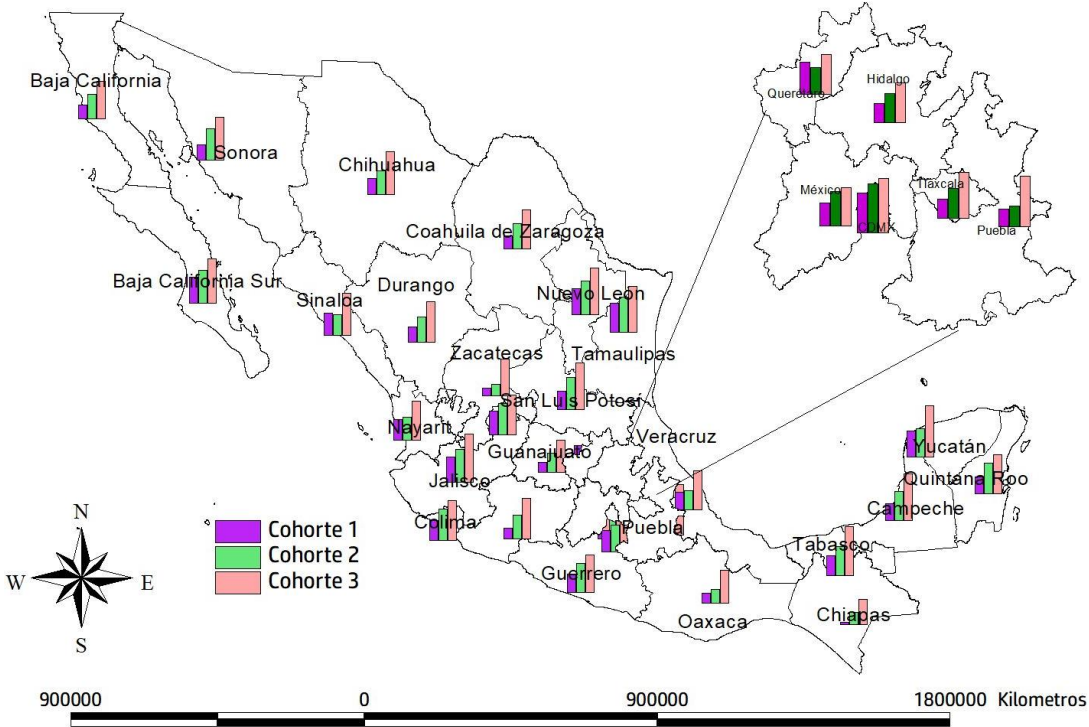 Baja California
Sonora
Chihuahua
Coahuila de Zaragoza
Baja California Sur
Sinaloa
Durango
Nuevo León
Zacatecas
Tamaulipas
San Luis Potosí
Nayarit
Guanajuato
Veracruz
Jalisco
Colima
Puebla
Guerrero
Oaxaca
Yucatán
Quintana Roo
Campeche
Tabasco
Chiapas
Querétaro
Hidalgo
México
CDMX
Tlaxcala
Puebla
N
W
E
S
Cohorte 1
Cohorte 2
Cohorte 3
900000 0 900000 1800000 Kilometros